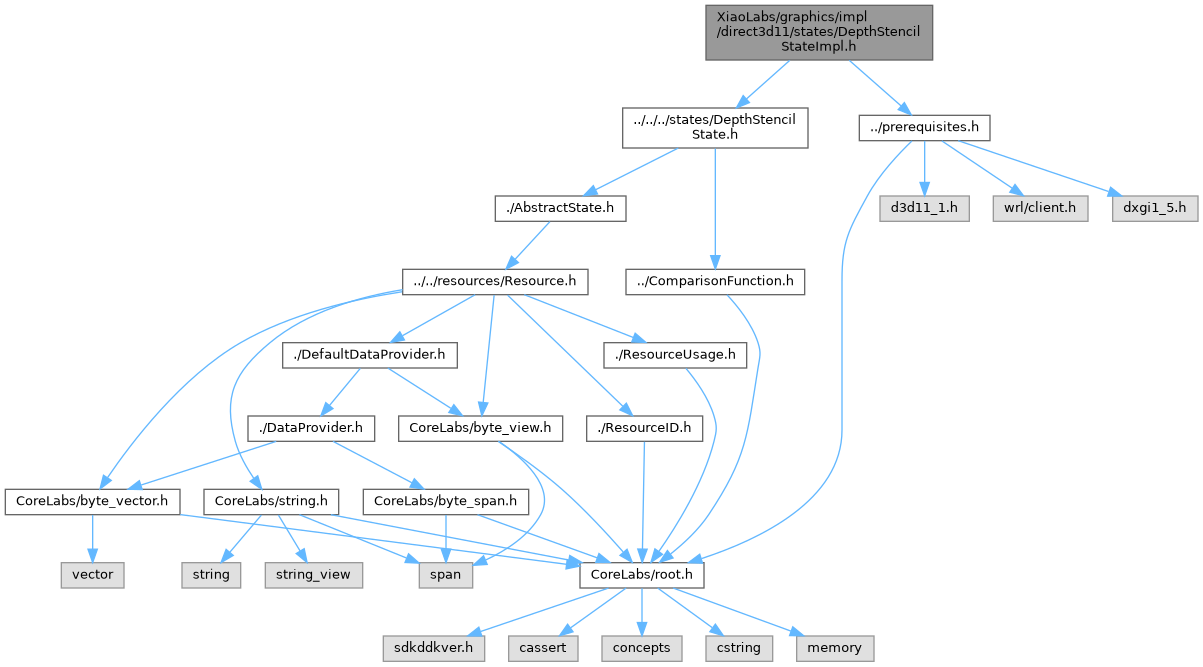 XiaoLabs/graphics/impl
/direct3d11/states/DepthStencil
StateImpl.h
../../../states/DepthStencil
State.h
../prerequisites.h
./AbstractState.h
d3d11_1.h
wrl/client.h
dxgi1_5.h
../../resources/Resource.h
../ComparisonFunction.h
./DefaultDataProvider.h
./ResourceUsage.h
./DataProvider.h
CoreLabs/byte_view.h
./ResourceID.h
CoreLabs/byte_vector.h
CoreLabs/string.h
CoreLabs/byte_span.h
vector
string
string_view
span
CoreLabs/root.h
sdkddkver.h
cassert
concepts
cstring
memory